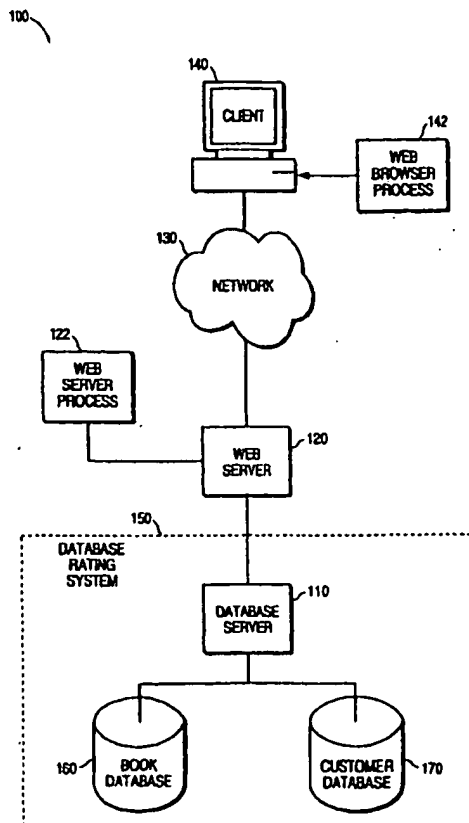 100
140
CLIENT
142
WEB
BROWSER
PROCESS
130
NETWORK
122
WEB
SERVER
PROCESS
120
WEB
SERVER
150
DATABASE
RATING
SYSTEM
110
DATABASE
SERVER
160
BOOK
DATABASE
CUSTOMER
DATABASE
170